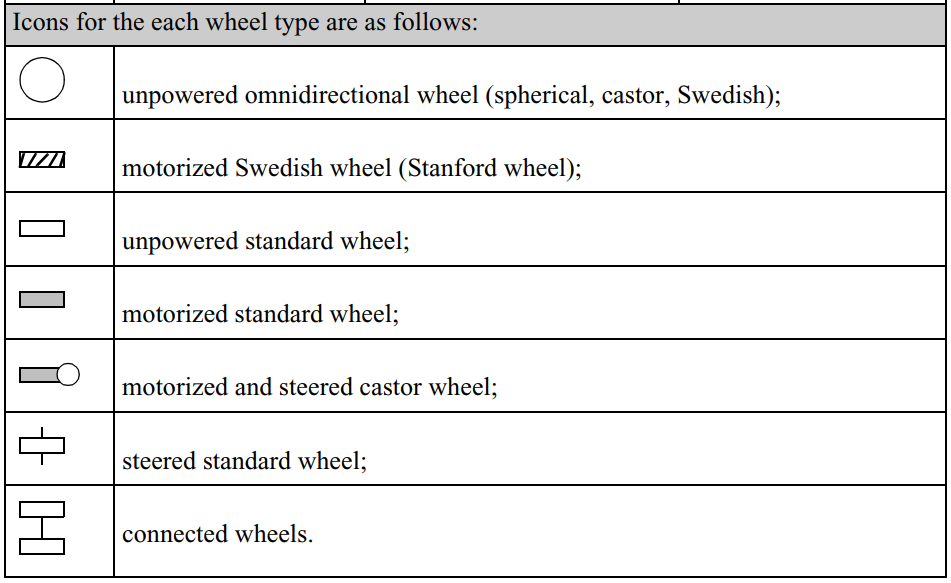 Icons for the each wheel type are as follows:
unpowered omnidirectional wheel (spherical, castor, Swedish);
motorized Swedish wheel (Stanford wheel);
unpowered standard wheel;
motorized standard wheel;
motorized and steered castor wheel;
steered standard wheel;
connected wheels.